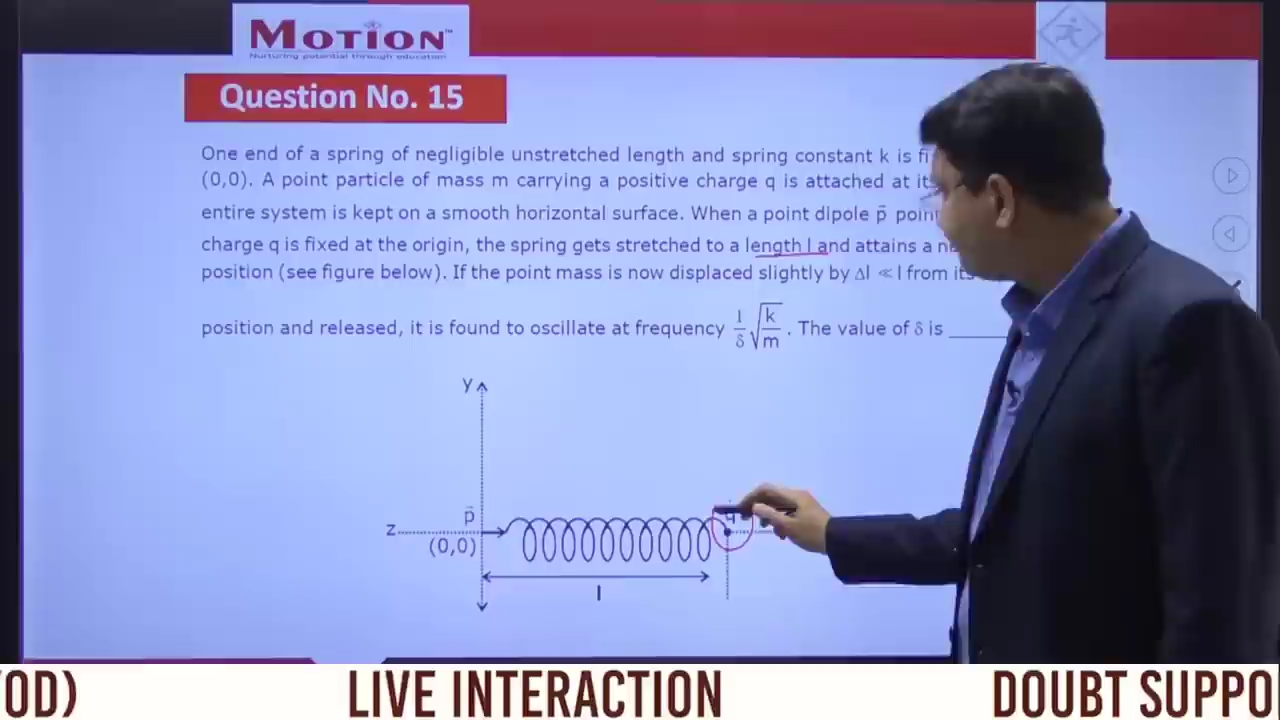 MOTION™
Nurturing potential through education
Question No. 15
One end of a spring of negligible unstretched length and spring constant k is
(0,0). A point particle of mass m carrying a positive charge q is attached at
entire system is kept on a smooth horizontal surface. When a point dipole p⃗
charge q is fixed at the origin, the spring gets stretched to a length l and attains a
position (see figure below). If the point mass is now displaced slightly by Δl ≪ l from
position and released, it is found to oscillate at frequency 1/δ √(k/m). The value of δ is ______
y
p⃗
z
(0,0)
q
l
OD)
LIVE INTERACTION
DOUBT SUPPO